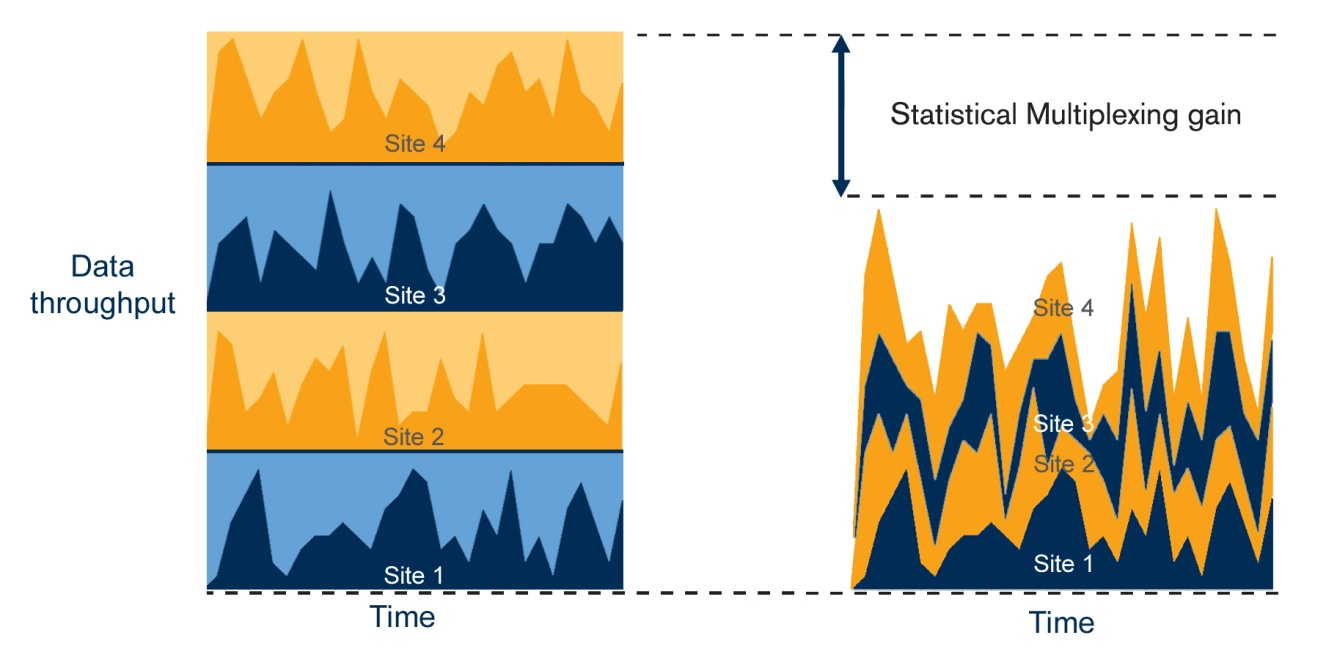 Site 4
Statistical Multiplexing gain
Data
throughput
Site 3
Site 2
Site 1
Time
Site 4
Site 3
Site 2
Site 1
Time